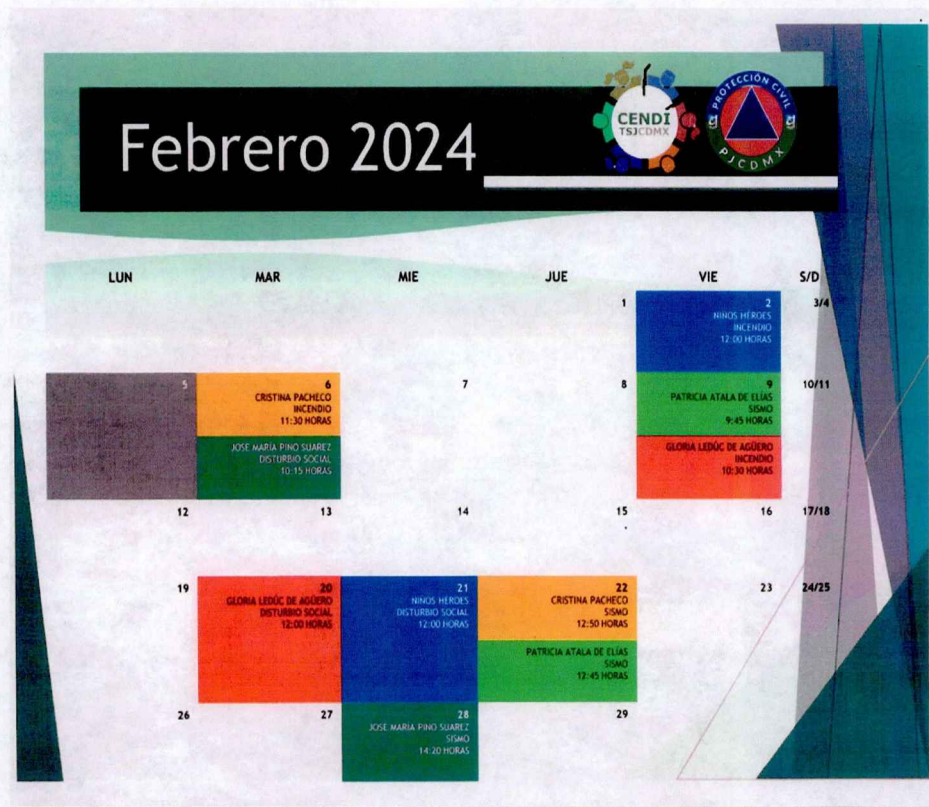 Febrero 2024
CENDI
TSJCDMX
PROTECCIÓN CIVIL
PJCDMX
LUN MAR MIE JUE VIE S/D
1 2 3/4
NIÑOS HÉROES
INCENDIO
12:00 HORAS
5 6 7 8 9 10/11
CRISTINA PACHECO
INCENDIO
11:30 HORAS
PATRICIA ATALA DE ELÍAS
SISMO
9:45 HORAS
JOSÉ MARÍA PINO SUAREZ
DISTURBIO SOCIAL
10:15 HORAS
GLORIA LEDÚC DE AGÜERO
INCENDIO
10:30 HORAS
12 13 14 15 16 17/18
19 20 21 22 23 24/25
GLORIA LEDÚC DE AGÜERO
DISTURBIO SOCIAL
12:00 HORAS
NIÑOS HÉROES
DISTURBIO SOCIAL
12:00 HORAS
CRISTINA PACHECO
SISMO
12:50 HORAS
PATRICIA ATALA DE ELÍAS
SISMO
12:45 HORAS
26 27 28 29
JOSÉ MARÍA PINO SUAREZ
SISMO
14:20 HORAS